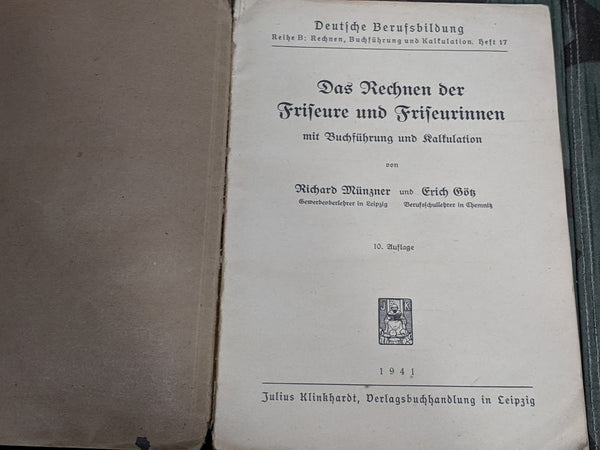 Deutsche Berufsbildung
Reihe B: Rechnen, Buchführung und Kalkulation. Heft 17
Das Rechnen der
Friseure und Friseurinnen
mit Buchführung und Kalkulation
von
Richard Münzner und Erich Götz
Gewerbeoberlehrer in Leipzig Berufsschullehrer in Chemnitz
10. Auflage
J K
1941
Julius Klinkhardt, Verlagsbuchhandlung in Leipzig